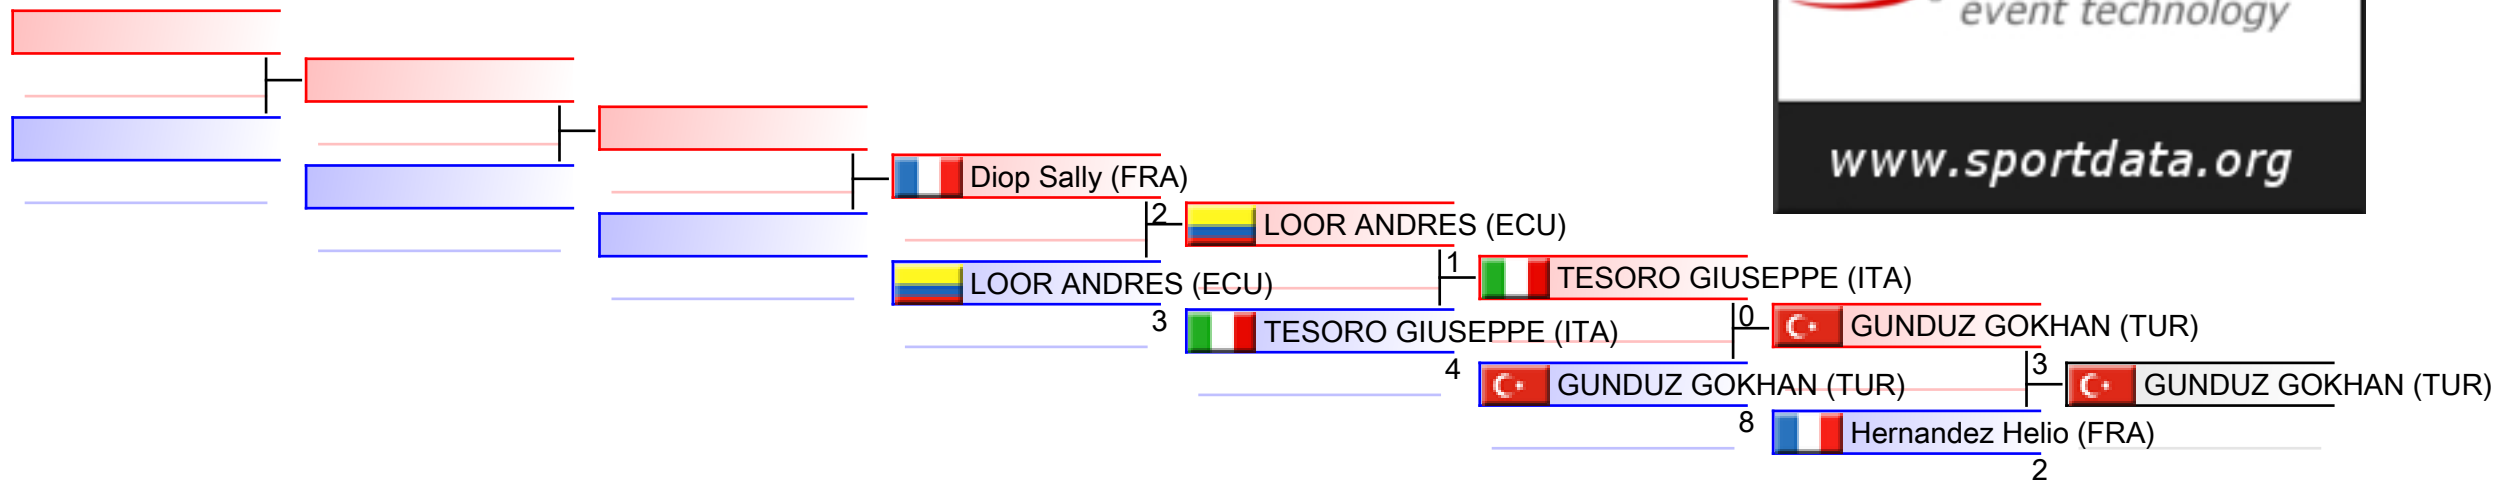 event technology
www.sportdata.org
Diop Sally (FRA)
2
LOOR ANDRES (ECU)
LOOR ANDRES (ECU)
3
1
TESORO GIUSEPPE (ITA)
TESORO GIUSEPPE (ITA)
4
0
GUNDUZ GOKHAN (TUR)
GUNDUZ GOKHAN (TUR)
8
3
GUNDUZ GOKHAN (TUR)
Hernandez Helio (FRA)
2